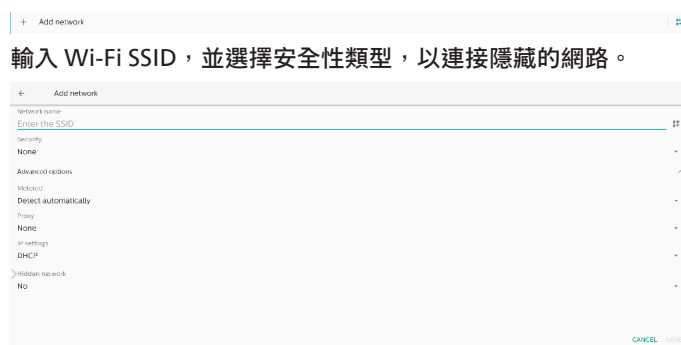 + Add network
輸入 Wi-Fi SSID，並選擇安全性類型，以連接隱藏的網路。
← Add network
Network name
Enter the SSID
Security
None
Advanced options
Metered
Detect automatically
Proxy
None
IP settings
DHCP
Hidden network
No
CANCEL SAVE